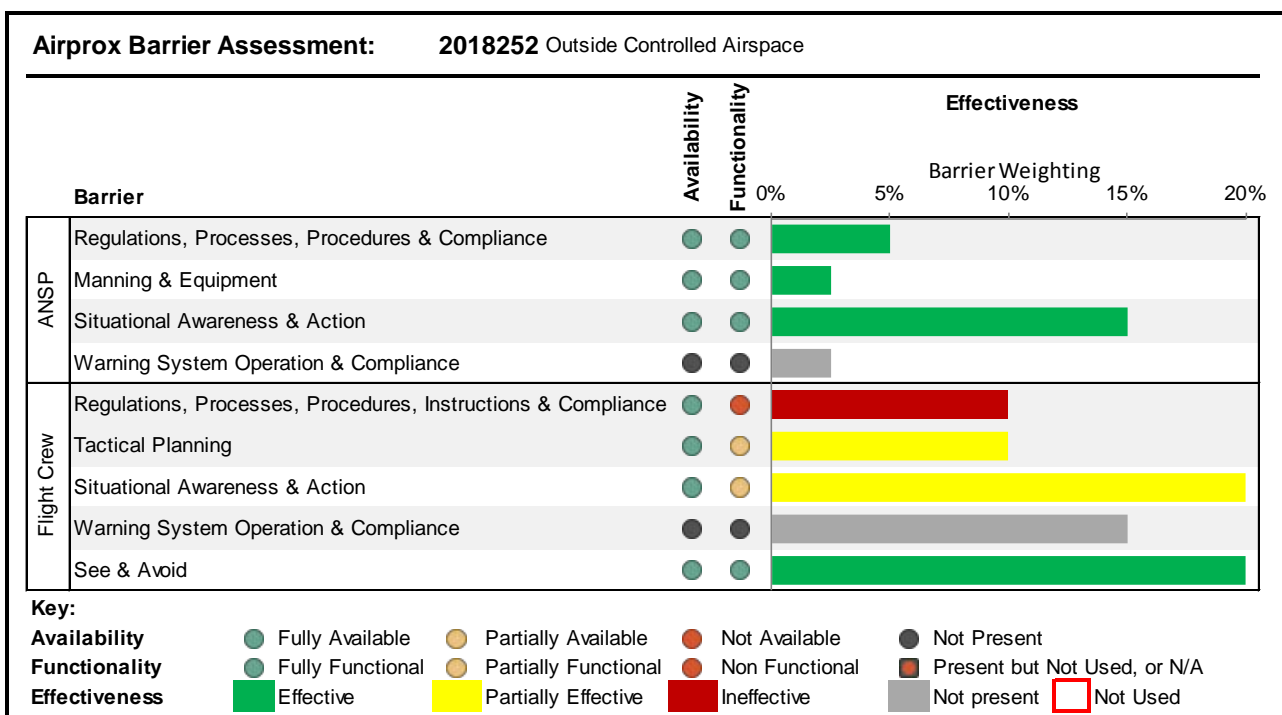 Airprox Barrier Assessment: 2018252 Outside Controlled Airspace
Availability
Functionality
Effectiveness
Barrier Weighting
Barrier
0% 5% 10% 15% 20%
ANSP
Regulations, Processes, Procedures & Compliance
Manning & Equipment
Situational Awareness & Action
Warning System Operation & Compliance
Flight Crew
Regulations, Processes, Procedures, Instructions & Compliance
Tactical Planning
Situational Awareness & Action
Warning System Operation & Compliance
See & Avoid
Key:
Availability Fully Available Partially Available Not Available Not Present
Functionality Fully Functional Partially Functional Non Functional Present but Not Used, or N/A
Effectiveness Effective Partially Effective Ineffective Not present Not Used